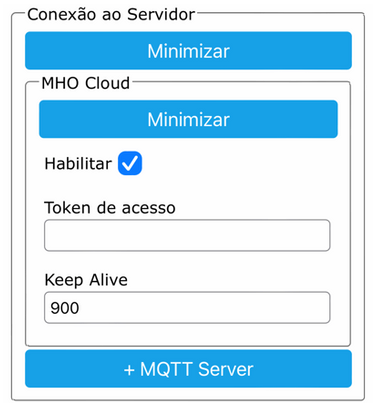 Conexão ao Servidor
Minimizar
MHO Cloud
Minimizar
Habilitar
Token de acesso
Keep Alive
900
+ MQTT Server